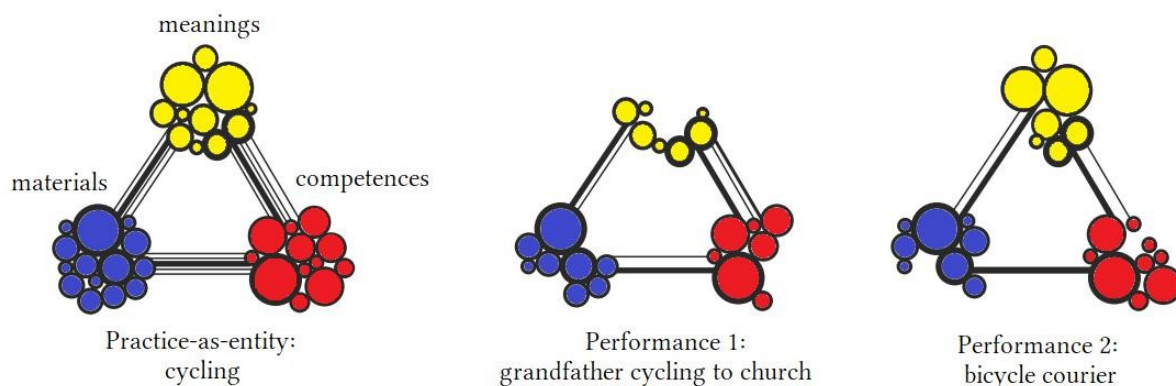 meanings
materials
competences
Practice-as-entity:
cycling
Performance 1:
grandfather cycling to church
Performance 2:
bicycle courier